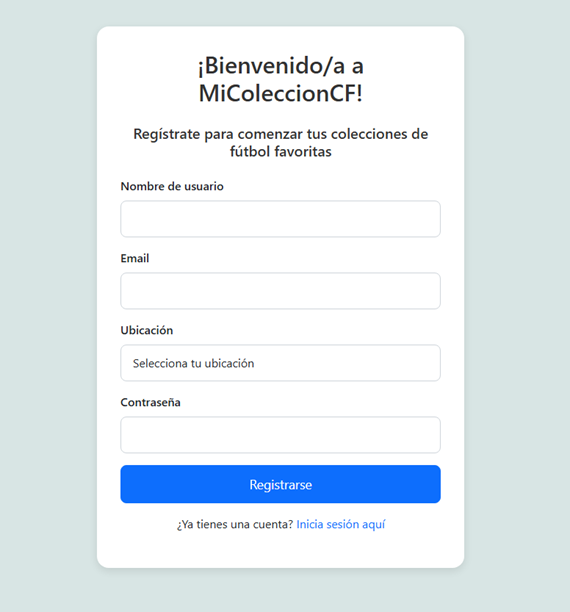 ¡Bienvenido/a a
MiColeccionCF!
Regístrate para comenzar tus colecciones de
fútbol favoritas
Nombre de usuario
Email
Ubicación
Selecciona tu ubicación
Contraseña
Registrarse
¿Ya tienes una cuenta? Inicia sesión aquí